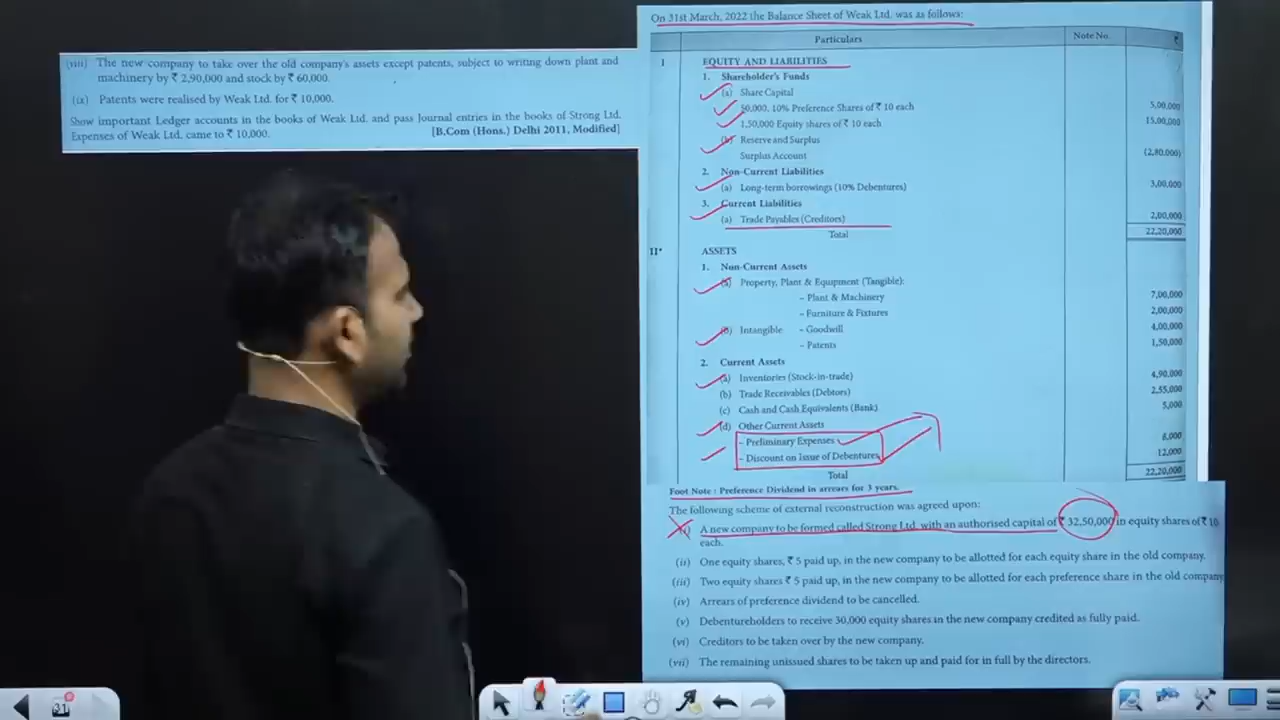 (viii) The new company to take over the old company's assets except patents, subject to writing down plant and
machinery by ₹ 2,90,000 and stock by ₹ 60,000.
(ix) Patents were realised by Weak Ltd. for ₹ 10,000.
Show important Ledger accounts in the books of Weak Ltd. and pass Journal entries in the books of Strong Ltd.
Expenses of Weak Ltd. came to ₹ 10,000. [B.Com (Hons.) Delhi 2011, Modified]
On 31st March, 2022 the Balance Sheet of Weak Ltd. was as follows:
Particulars Note No. ₹
I EQUITY AND LIABILITIES
1. Shareholder's Funds
(a) Share Capital
50,000, 10% Preference Shares of ₹ 10 each 5,00,000
1,50,000 Equity shares of ₹ 10 each 15,00,000
(b) Reserve and Surplus
Surplus Account (2,80,000)
2. Non-Current Liabilities
(a) Long-term borrowings (10% Debentures) 3,00,000
3. Current Liabilities
(a) Trade Payables (Creditors) 2,00,000
Total 22,20,000
II ASSETS
1. Non-Current Assets
(a) Property, Plant & Equipment (Tangible):
– Plant & Machinery 7,00,000
– Furniture & Fixtures 2,00,000
(b) Intangible – Goodwill 4,00,000
– Patents 1,50,000
2. Current Assets
(a) Inventories (Stock-in-trade) 4,90,000
(b) Trade Receivables (Debtors) 2,55,000
(c) Cash and Cash Equivalents (Bank) 5,000
(d) Other Current Assets
– Preliminary Expenses 8,000
– Discount on Issue of Debentures 12,000
Total 22,20,000
Foot Note : Preference Dividend in arrears for 3 years.
The following scheme of external reconstruction was agreed upon:
(i) A new company to be formed called Strong Ltd. with an authorised capital of ₹ 32,50,000 in equity shares of ₹ 10
each.
(ii) One equity shares, ₹ 5 paid up, in the new company to be allotted for each equity share in the old company.
(iii) Two equity shares ₹ 5 paid up, in the new company to be allotted for each preference share in the old company
(iv) Arrears of preference dividend to be cancelled.
(v) Debentureholders to receive 30,000 equity shares in the new company credited as fully paid.
(vi) Creditors to be taken over by the new company.
(vii) The remaining unissued shares to be taken up and paid for in full by the directors.
31